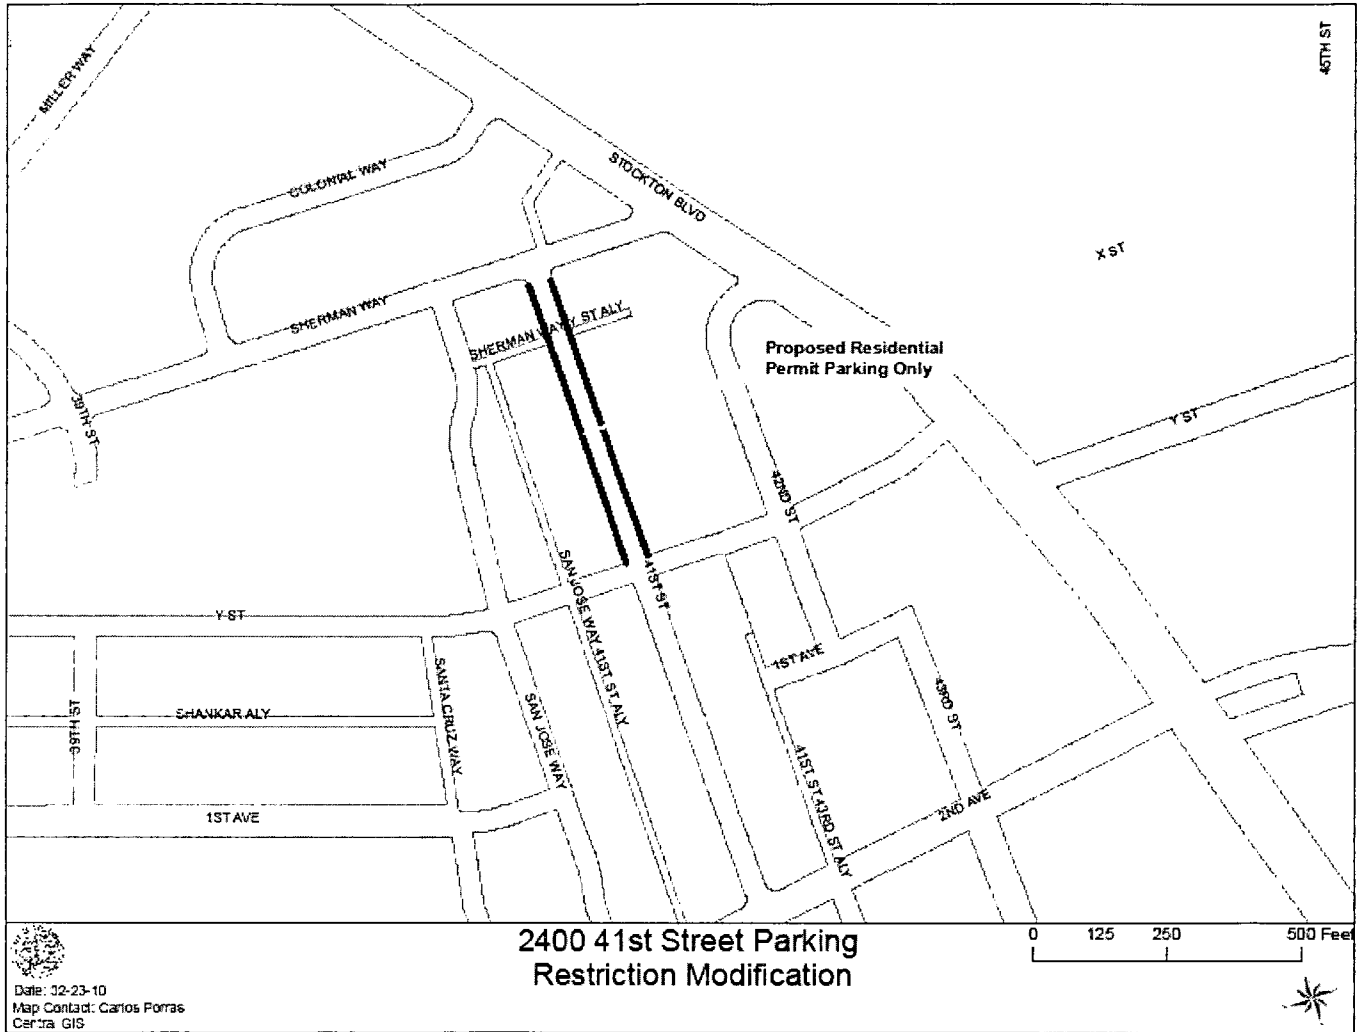 45TH ST
MILLER WAY
COLONIAL WAY
STOCKTON BLVD
X ST
SHERMAN WAY
SHERMAN WAY Y ST ALY
Proposed Residential
Permit Parking Only
39TH ST
Y ST
42ND ST
41ST ST
SAN JOSE WAY 41ST ST ALY
Y ST
1ST AVE
43RD ST
SANTA CRUZ WAY
SAN JOSE WAY
SHANKAR ALY
39TH ST
41ST ST 43RD ST ALY
2ND AVE
1ST AVE
2400 41st Street Parking
Restriction Modification
0 125 250 500 Feet
Date: 02-23-10
Map Contact: Carlos Porras
Central GIS